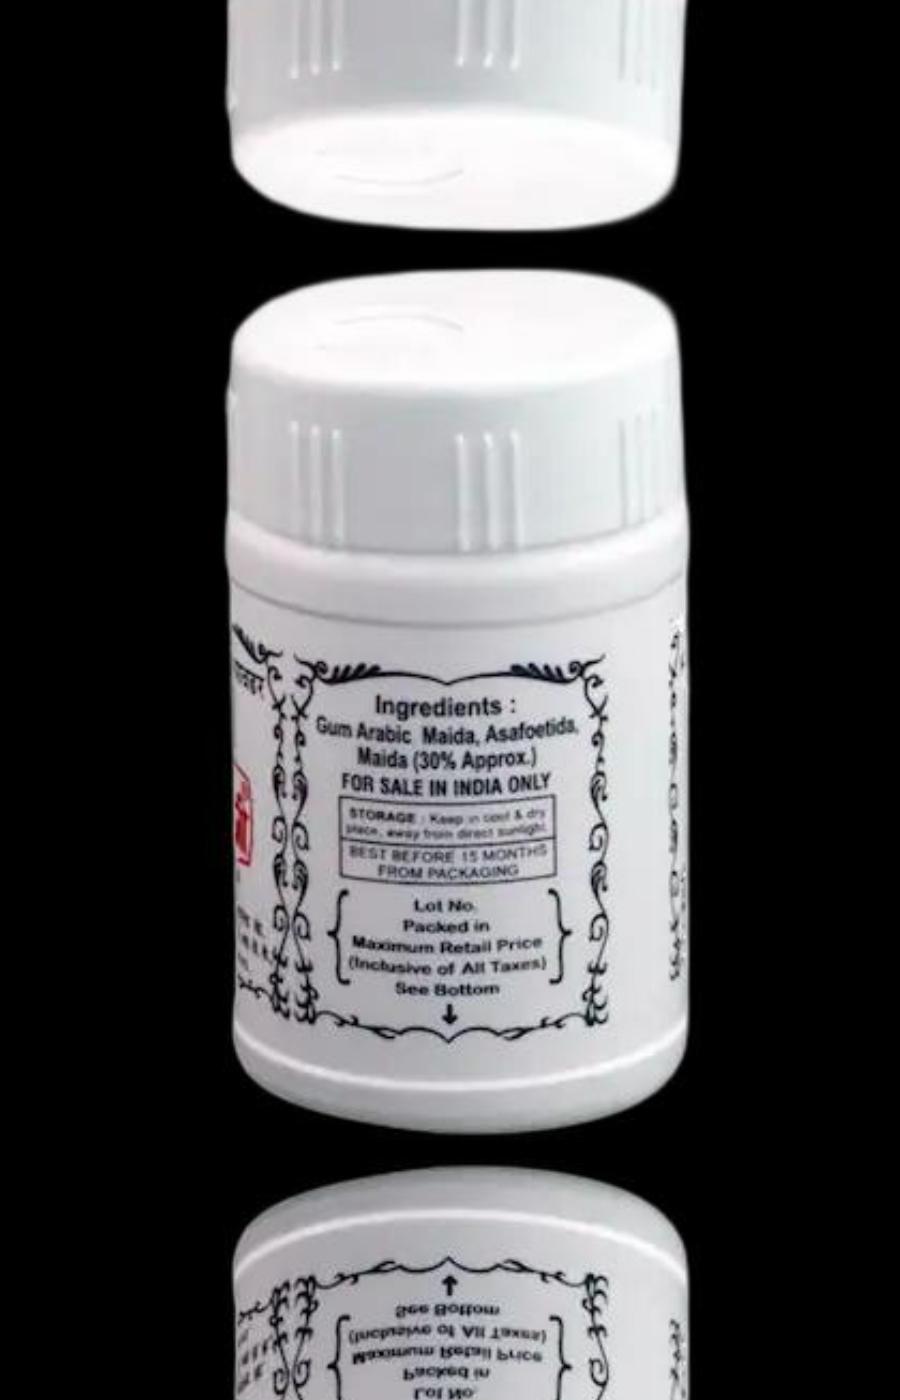 Ingredients :
Gum Arabic Maida, Asafoetida,
Maida (30% Approx.)
FOR SALE IN INDIA ONLY
STORAGE : Keep in cool & dry
place, away from direct sunlight.
BEST BEFORE 15 MONTHS
FROM PACKAGING
Lot No.
Packed in
Maximum Retail Price
(Inclusive of All Taxes)
See Bottom